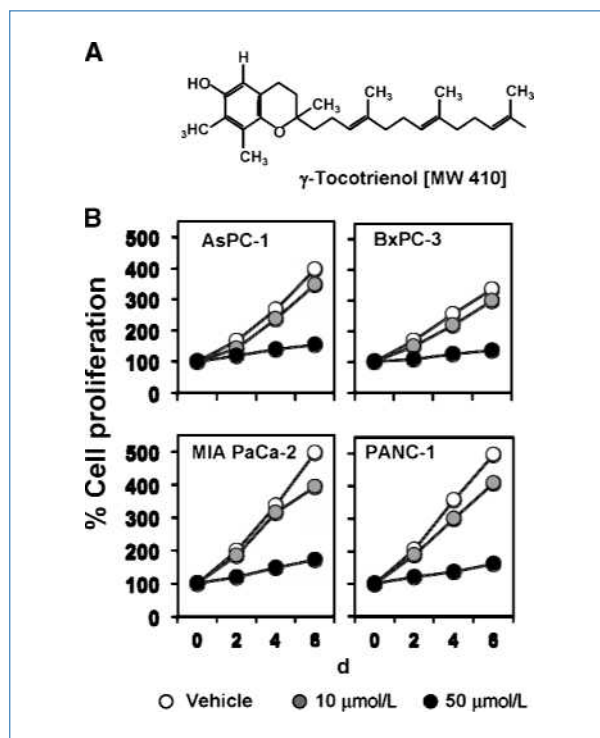 A
H
HO
H₃C
CH₃
O
CH₃
CH₃
CH₃
CH₃
γ-Tocotrienol [MW 410]
B
% Cell proliferation
AsPC-1
BxPC-3
500
400
300
200
100
0
MIA PaCa-2
PANC-1
500
400
300
200
100
0
0 2 4 6 0 2 4 6
d
Vehicle 10 μmol/L 50 μmol/L